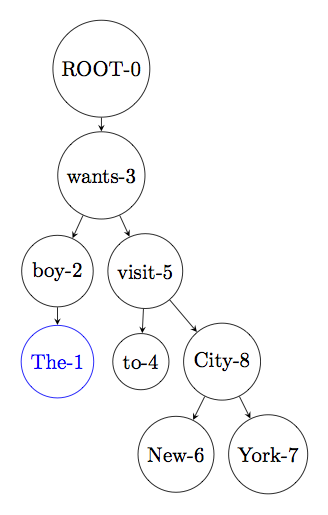 ROOT-0
wants-3
boy-2
visit-5
The-1
to-4
City-8
New-6
York-7